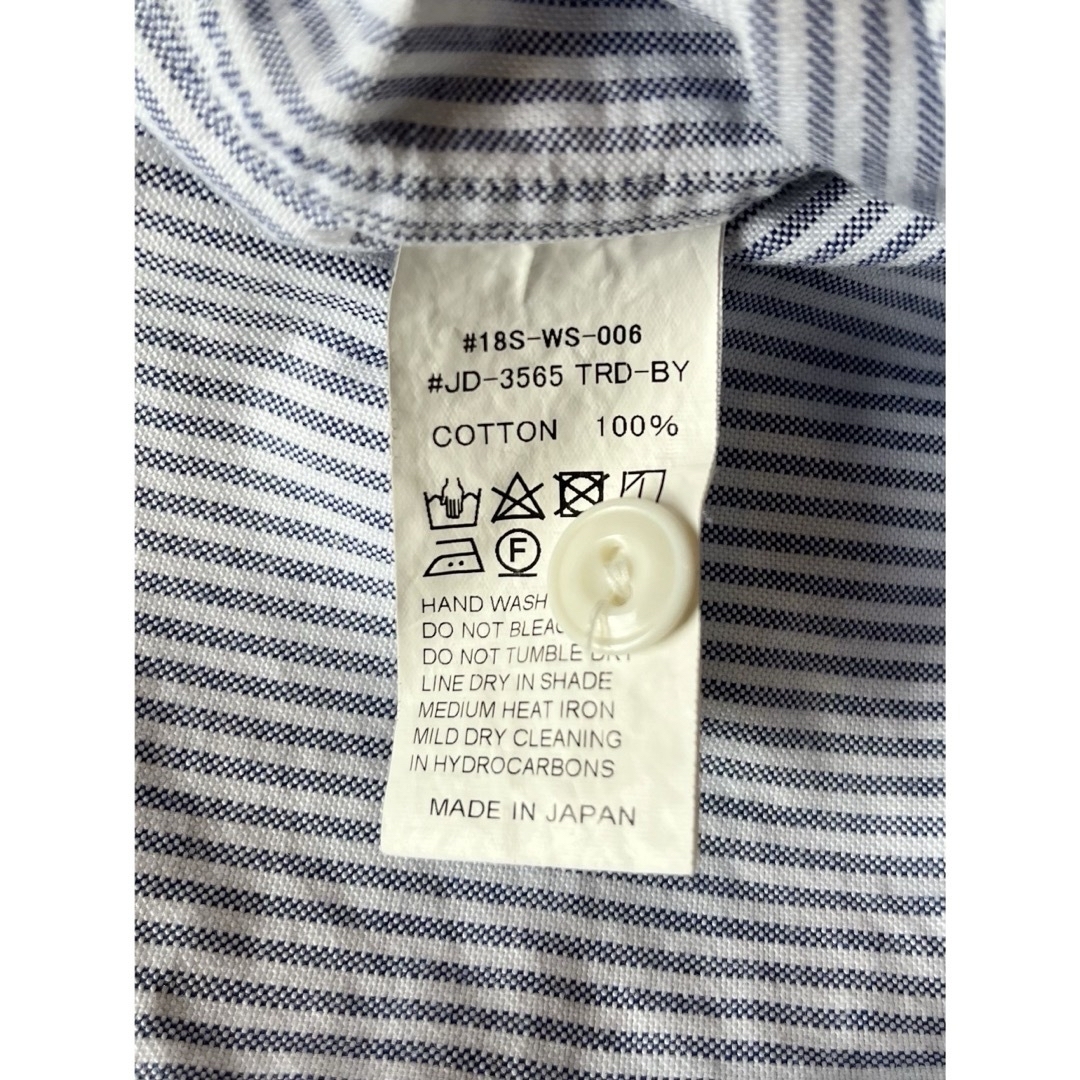 #18S-WS-006
#JD-3565 TRD-BY
COTTON 100%
F
HAND WASH
DO NOT BLEAC
DO NOT TUMBLE DRY
LINE DRY IN SHADE
MEDIUM HEAT IRON
MILD DRY CLEANING
IN HYDROCARBONS
MADE IN JAPAN